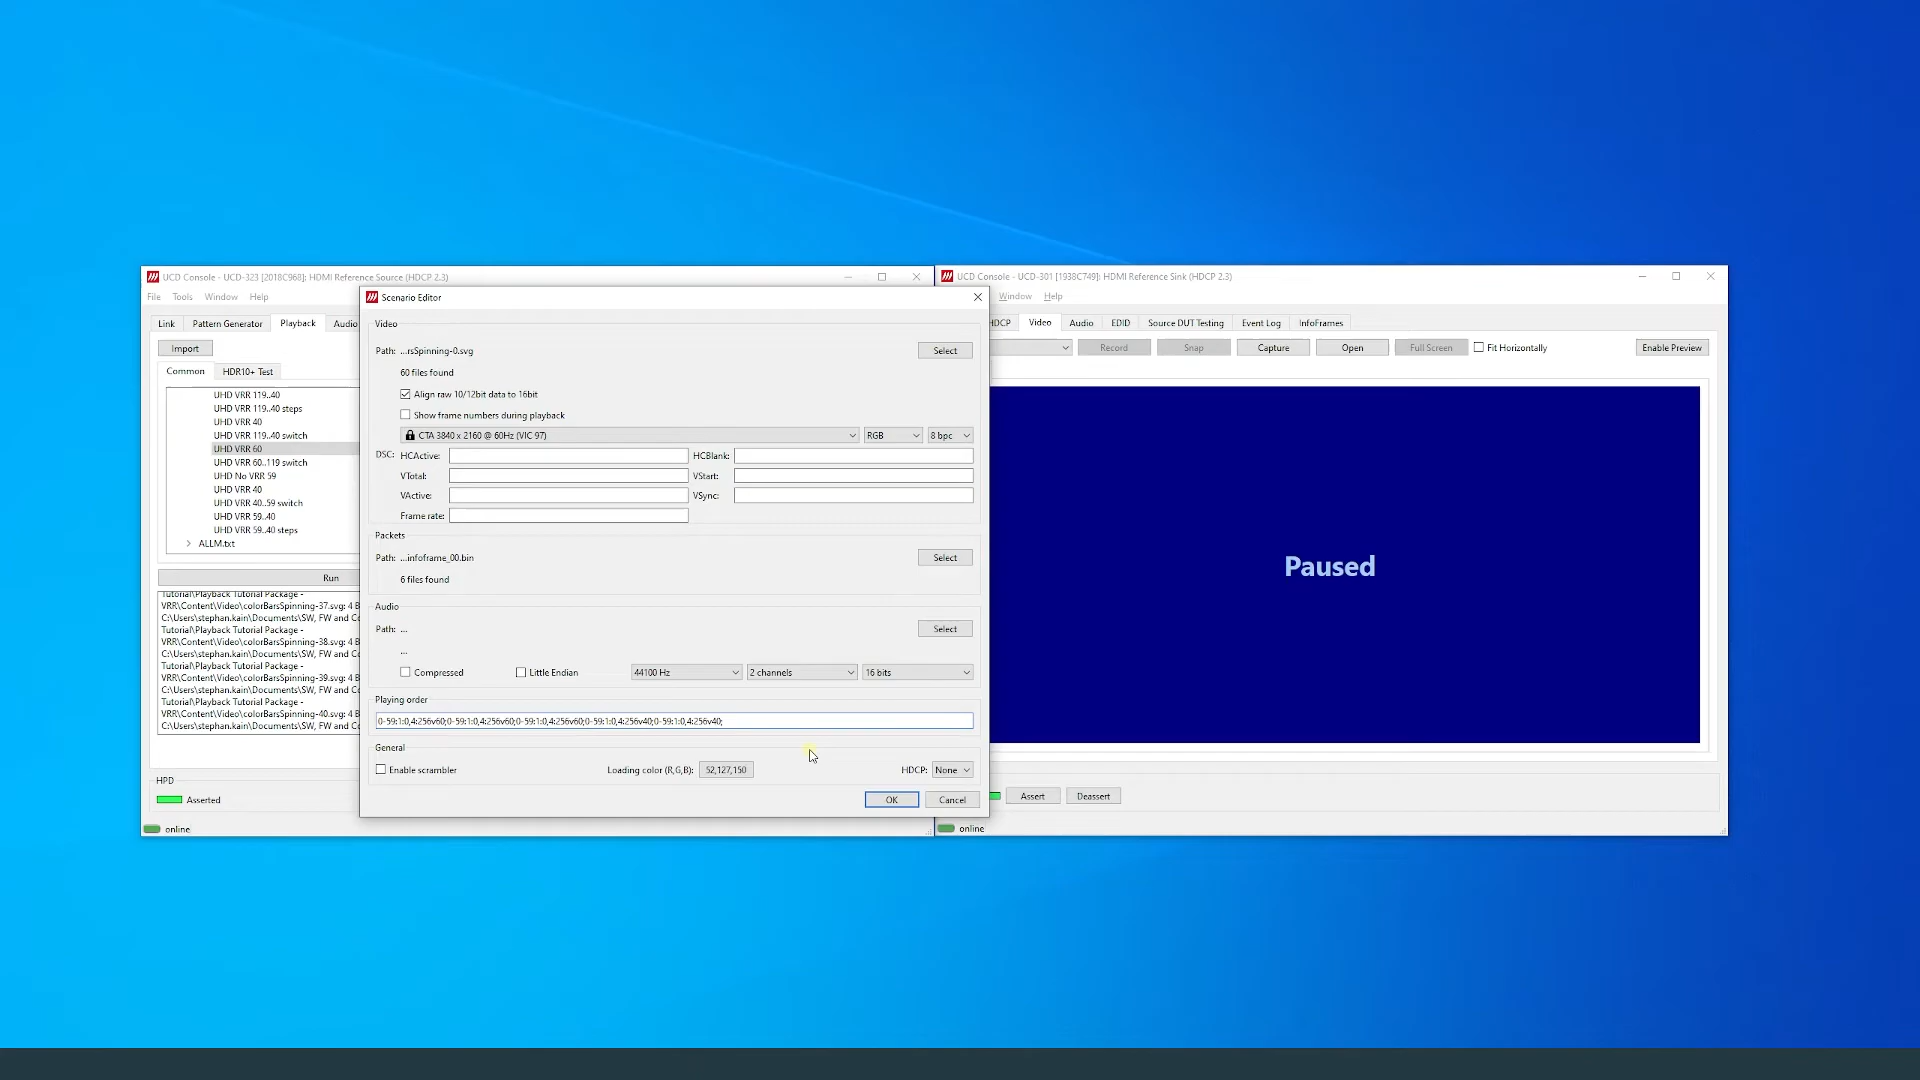 UCD Console - UCD-323 [2018C968]: HDMI Reference Source (HDCP 2.3)
File Tools Window Help
Link Pattern Generator Playback Audio
Import
Common HDR10+ Test
UHD VRR 119..40
UHD VRR 119..40 steps
UHD VRR 40
UHD VRR 119..40 switch
UHD VRR 60
UHD VRR 60..119 switch
UHD No VRR 59
UHD VRR 40
UHD VRR 40..59 switch
UHD VRR 59..40
UHD VRR 59..40 steps
ALLM.txt
Run
Tutorial\Playback Tutorial Package -
VRR\Content\Video\colorBarsSpinning-37.svg: 4 B
C:\Users\stephan.kain\Documents\SW, FW and Co
Tutorial\Playback Tutorial Package -
VRR\Content\Video\colorBarsSpinning-38.svg: 4 B
C:\Users\stephan.kain\Documents\SW, FW and Co
Tutorial\Playback Tutorial Package -
VRR\Content\Video\colorBarsSpinning-39.svg: 4 B
C:\Users\stephan.kain\Documents\SW, FW and Co
Tutorial\Playback Tutorial Package -
VRR\Content\Video\colorBarsSpinning-40.svg: 4 B
C:\Users\stephan.kain\Documents\SW, FW and Co
HPD
Asserted
online
Scenario Editor
Video
Path: ...rsSpinning-0.svg Select
60 files found
Align raw 10/12bit data to 16bit
Show frame numbers during playback
CTA 3840 x 2160 @ 60Hz (VIC 97) RGB 8 bpc
DSC: HCActive: HCBlank:
VTotal: VStart:
VActive: VSync:
Frame rate:
Packets
Path: ...infoframe_00.bin Select
6 files found
Audio
Path: ... Select
...
Compressed Little Endian 44100 Hz 2 channels 16 bits
Playing order
0-59:1:0,4:256v60;0-59:1:0,4:256v60;0-59:1:0,4:256v60;0-59:1:0,4:256v40;0-59:1:0,4:256v40;
General
Enable scrambler Loading color (R,G,B): 52,127,150 HDCP: None
OK Cancel
UCD Console - UCD-301 [1938C749]: HDMI Reference Sink (HDCP 2.3)
Window Help
HDCP Video Audio EDID Source DUT Testing Event Log InfoFrames
Record Snap Capture Open Full Screen Fit Horizontally Enable Preview
Paused
Assert Deassert
online